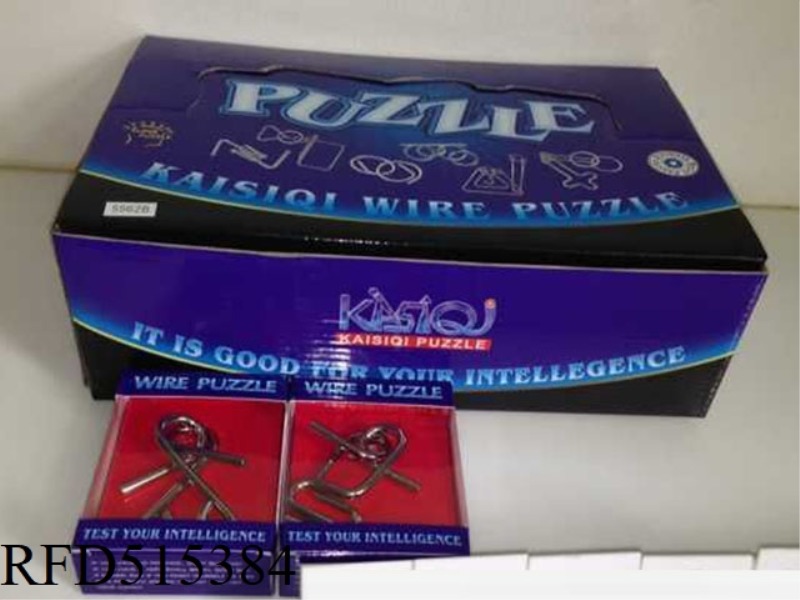 PUZZLE
KAISIQI WIRE PUZZLE
5562B
KAISIQI
KAISIQI PUZZLE
IT IS GOOD FOR YOUR INTELLEGENCE
WIRE PUZZLE
WIRE PUZZLE
TEST YOUR INTELLIGENCE
TEST YOUR INTELLIGENCE
RFD515384